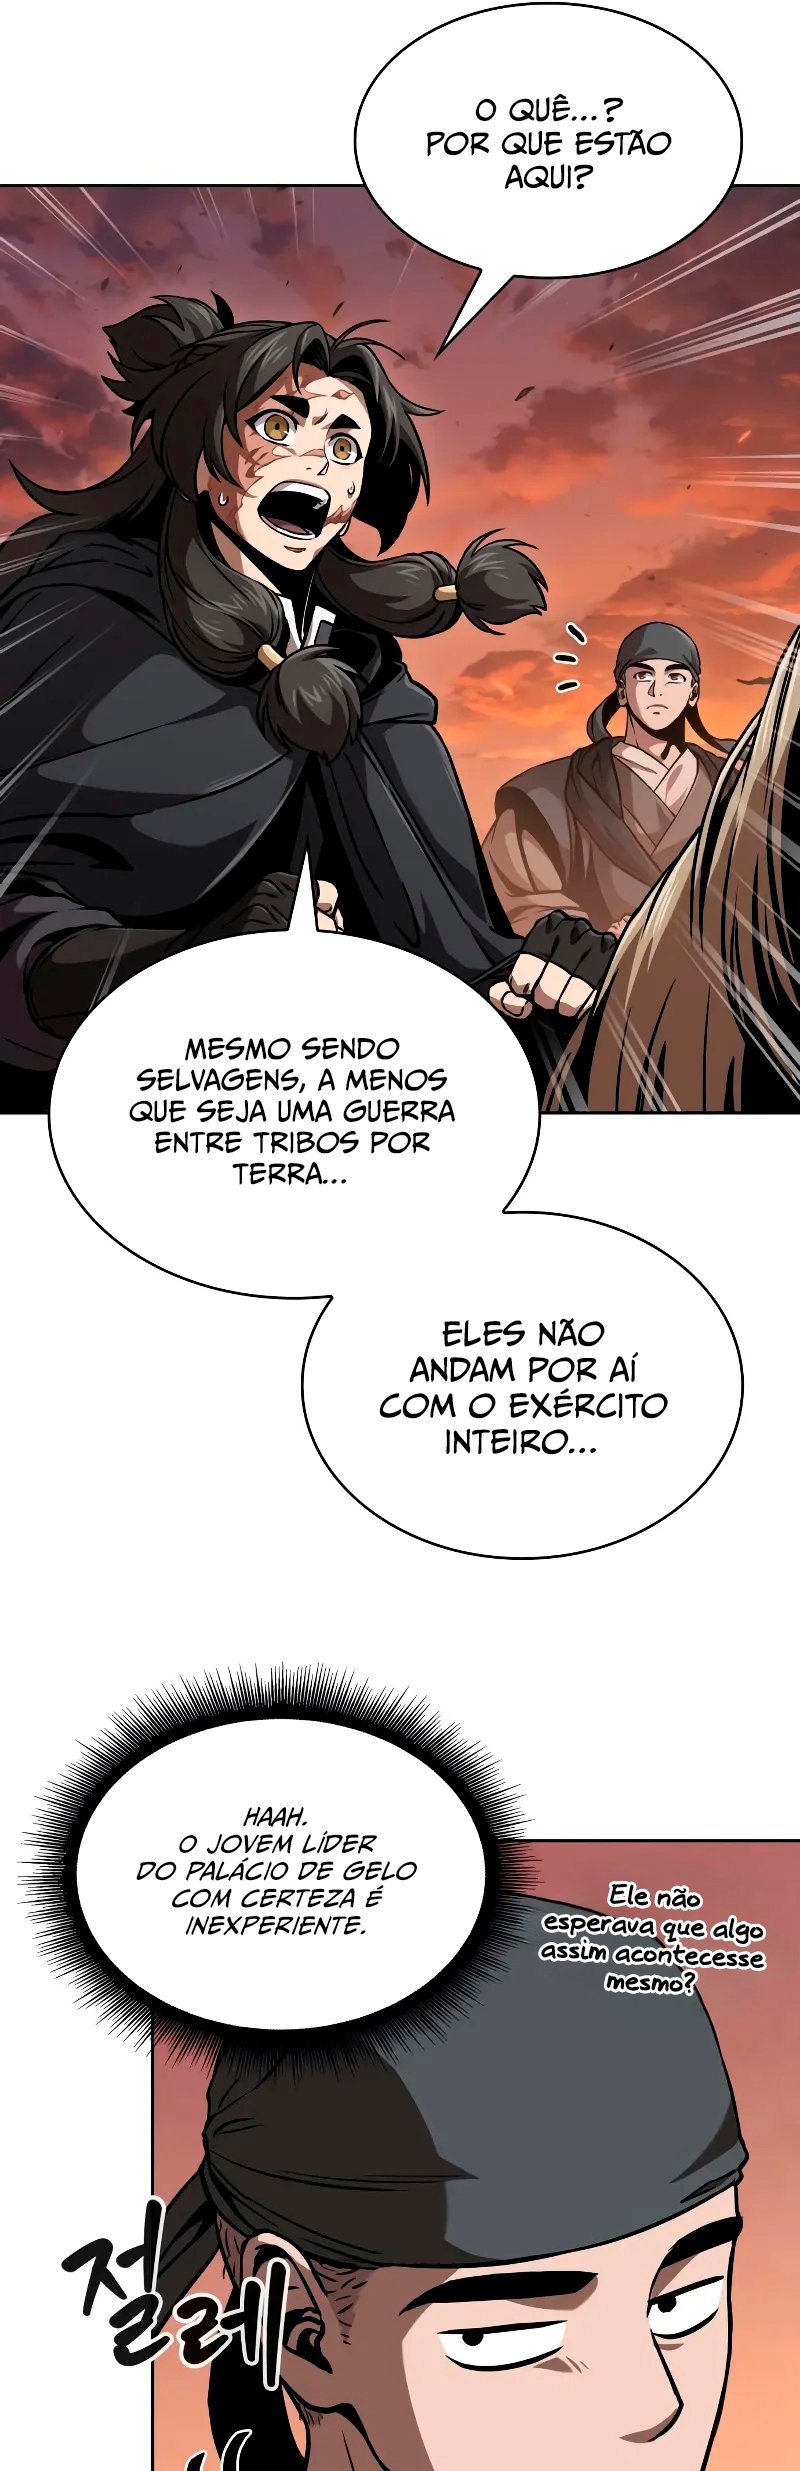 O QUÊ...?
POR QUE ESTÃO
AQUI?
MESMO SENDO
SELVAGENS, A MENOS
QUE SEJA UMA GUERRA
ENTRE TRIBOS POR
TERRA...
ELES NÃO
ANDAM POR AÍ
COM O EXÉRCITO
INTEIRO...
HAAH.
O JOVEM LÍDER
DO PALÁCIO DE GELO
COM CERTEZA É
INEXPERIENTE.
Ele não
esperava que algo
assim acontecesse
mesmo?
절레